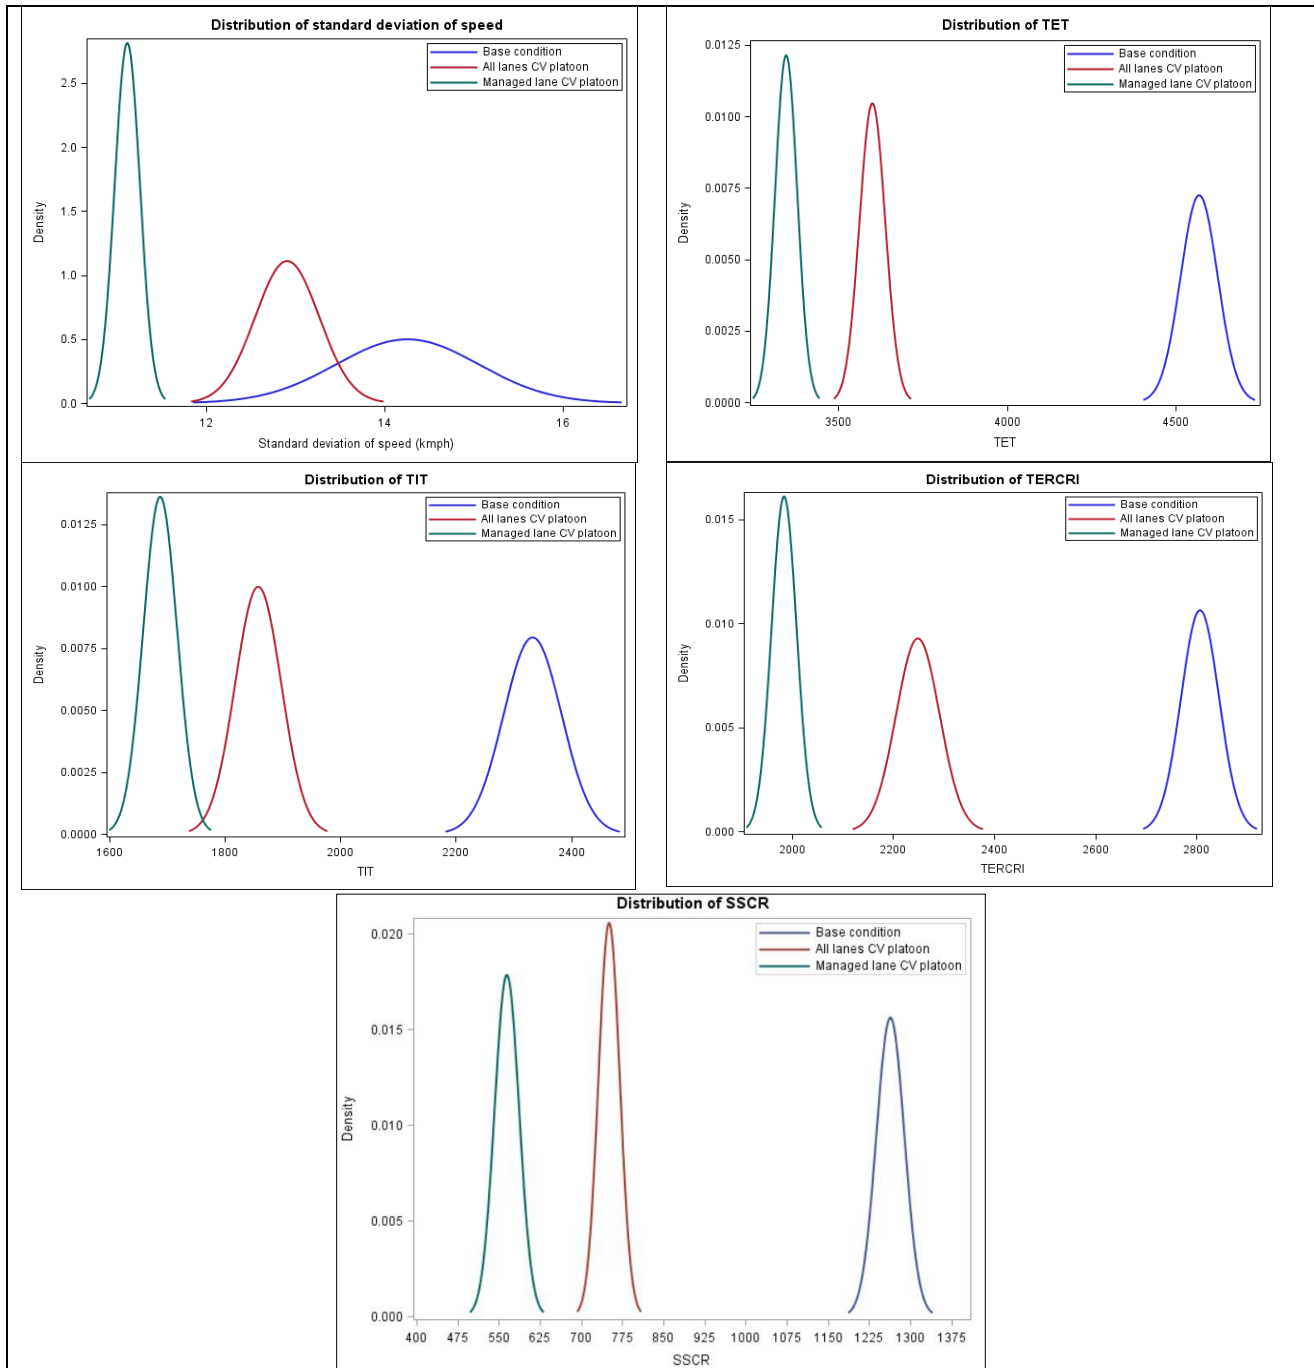 Distribution of standard deviation of speed
Base condition
All lanes CV platoon
Managed lane CV platoon
2.5
2.0
1.5
1.0
0.5
0.0
Density
12 14 16
Standard deviation of speed (kmph)
Distribution of TET
Base condition
All lanes CV platoon
Managed lane CV platoon
0.0125
0.0100
0.0075
0.0050
0.0025
0.0000
Density
3500 4000 4500
TET
Distribution of TIT
Base condition
All lanes CV platoon
Managed lane CV platoon
0.0125
0.0100
0.0075
0.0050
0.0025
0.0000
Density
1600 1800 2000 2200 2400
TIT
Distribution of TERCRI
Base condition
All lanes CV platoon
Managed lane CV platoon
0.015
0.010
0.005
0.000
Density
2000 2200 2400 2600 2800
TERCRI
Distribution of SSCR
Base condition
All lanes CV platoon
Managed lane CV platoon
0.020
0.015
0.010
0.005
0.000
Density
400 475 550 625 700 775 850 925 1000 1075 1150 1225 1300 1375
SSCR